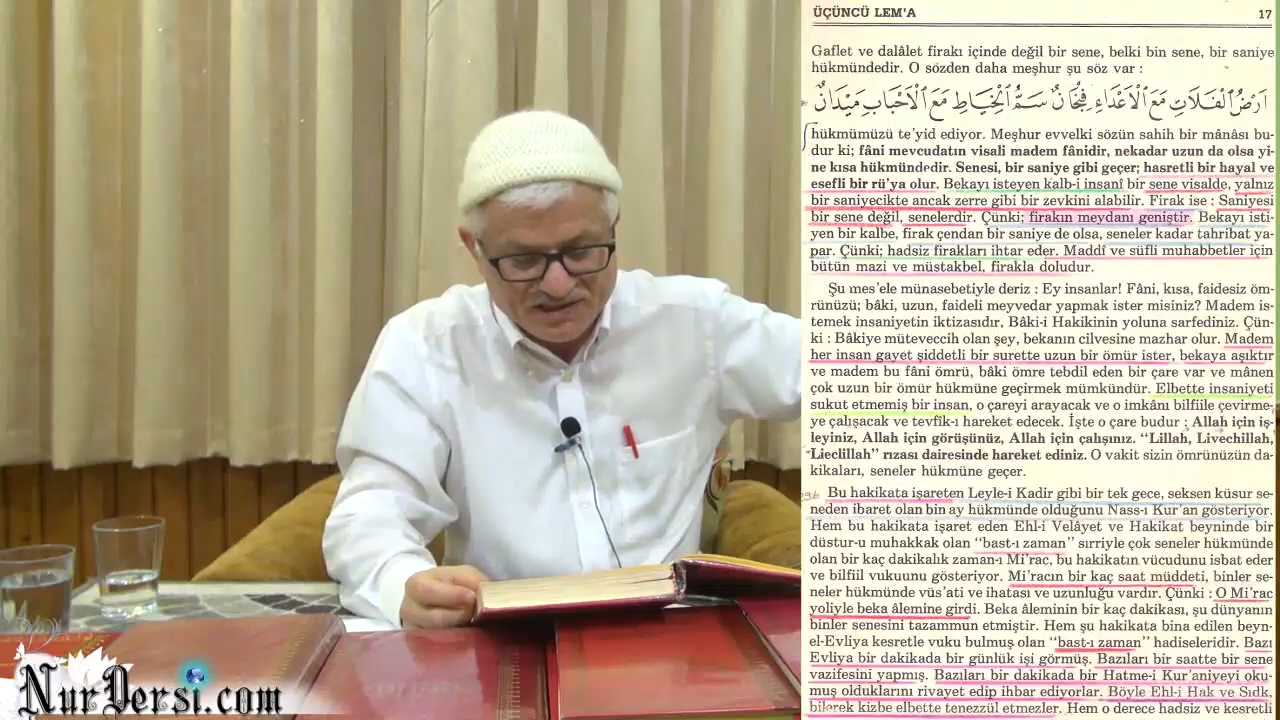 ÜÇÜNCÜ LEM'A 17
Gaflet ve dalâlet firakı içinde değil bir sene, belki bin sene, bir saniye
hükmündedir. O sözden daha meşhur şu söz var :
اَرْضُ الْفَلَاتِ مَعَ الْاَعْدَاءِ فِنْجَانٌ سَمُّ الْخِيَاطِ مَعَ الْاَحْبَابِ مَيْدَانٌ
hükmümüzü te'yid ediyor. Meşhur evvelki sözün sahih bir mânâsı bu-
dur ki; fâni mevcudatın visali madem fânidir, nekadar uzun da olsa yi-
ne kısa hükmündedir. Senesi, bir saniye gibi geçer; hasretli bir hayal ve
esefli bir rü'ya olur. Bekayı isteyen kalb-i insanî bir sene visalde, yalnız
bir saniyecikte ancak zerre gibi bir zevkini alabilir. Firak ise : Saniyesi
bir sene değil, senelerdir. Çünki; firakın meydanı geniştir. Bekayı isti-
yen bir kalbe, firak çendan bir saniye de olsa, seneler kadar tahribat ya-
par. Çünki; hadsiz firakları ihtar eder. Maddî ve süflî muhabbetler için
bütün mazi ve müstakbel, firakla doludur.
Şu mes'ele münasebetiyle deriz : Ey insanlar! Fâni, kısa, faidesiz öm-
rünüzü; bâki, uzun, faideli meyvedar yapmak ister misiniz? Madem is-
temek insaniyetin iktizasıdır, Bâki-i Hakikinin yoluna sarfediniz. Çün-
ki : Bâkiye müteveccih olan şey, bekanın cilvesine mazhar olur. Madem
her insan gayet şiddetli bir surette uzun bir ömür ister, bekaya aşıktır
ve madem bu fâni ömrü, bâki ömre tebdil eden bir çare var ve mânen
çok uzun bir ömür hükmüne geçirmek mümkündür. Elbette insaniyeti
sukut etmemiş bir insan, o çareyi arayacak ve o imkânı bilfiile çevirme-
ye çalışacak ve tevfik-ı hareket edecek. İşte o çare budur : Allah için iş-
leyiniz, Allah için görüşünüz, Allah için çalışınız. "Lillah, Livechillah,
Lieclillah" rızası dairesinde hareket ediniz. O vakit sizin ömrünüzün da-
kikaları, seneler hükmüne geçer.
Bu hakikata işareten Leyle-i Kadir gibi bir tek gece, seksen küsur se-
neden ibaret olan bin ay hükmünde olduğunu Nass-ı Kur'an gösteriyor.
Hem bu hakikata işaret eden Ehl-i Velâyet ve Hakikat beyninde bir
düstur-u muhakkak olan "bast-ı zaman" sırriyle çok seneler hükmünde
olan bir kaç dakikalık zaman-ı Mi'rac, bu hakikatın vücudunu isbat eder
ve bilfiil vukuunu gösteriyor. Mi'racın bir kaç saat müddeti, binler se-
neler hükmünde vüs'ati ve ihatası ve uzunluğu vardır. Çünki : O Mi'rac
yoliyle beka âlemine girdi. Beka âleminin bir kaç dakikası, şu dünyanın
binler senesini tazammun etmiştir. Hem şu hakikata bina edilen beyn-
el-Evliya kesretle vuku bulmuş olan "bast-ı zaman" hadiseleridir. Bazı
Evliya bir dakikada bir günlük işi görmüş. Bazıları bir saatte bir sene
vazifesini yapmış. Bazıları bir dakikada bir Hatme-i Kur'aniyeyi oku-
muş olduklarını rivayet edip ihbar ediyorlar. Böyle Ehl-i Hak ve Sıdk,
bilerek kizbe elbette tenezzül etmezler. Hem o derece hadsiz ve kesretli
NurDersi.com